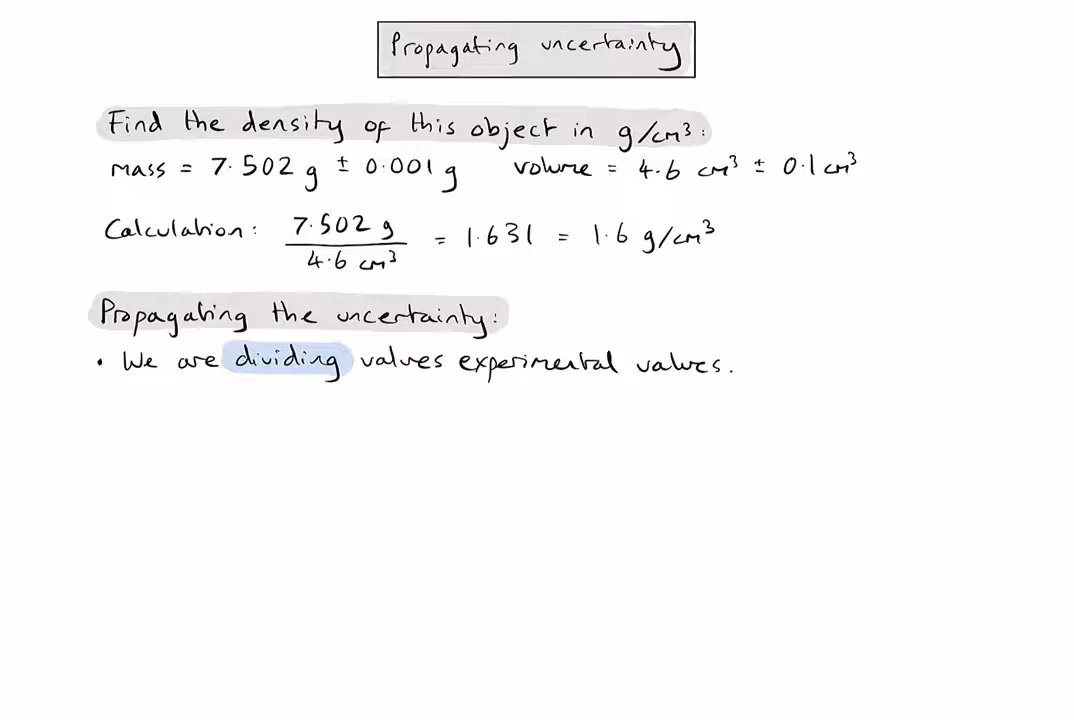 Propagating uncertainty
Find the density of this object in g/cm³:
mass = 7.502 g ± 0.001 g volume = 4.6 cm³ ± 0.1 cm³
Calculation: 7.502 g / 4.6 cm³ = 1.631 = 1.6 g/cm³
Propagating the uncertainty:
• We are dividing values experimental values.